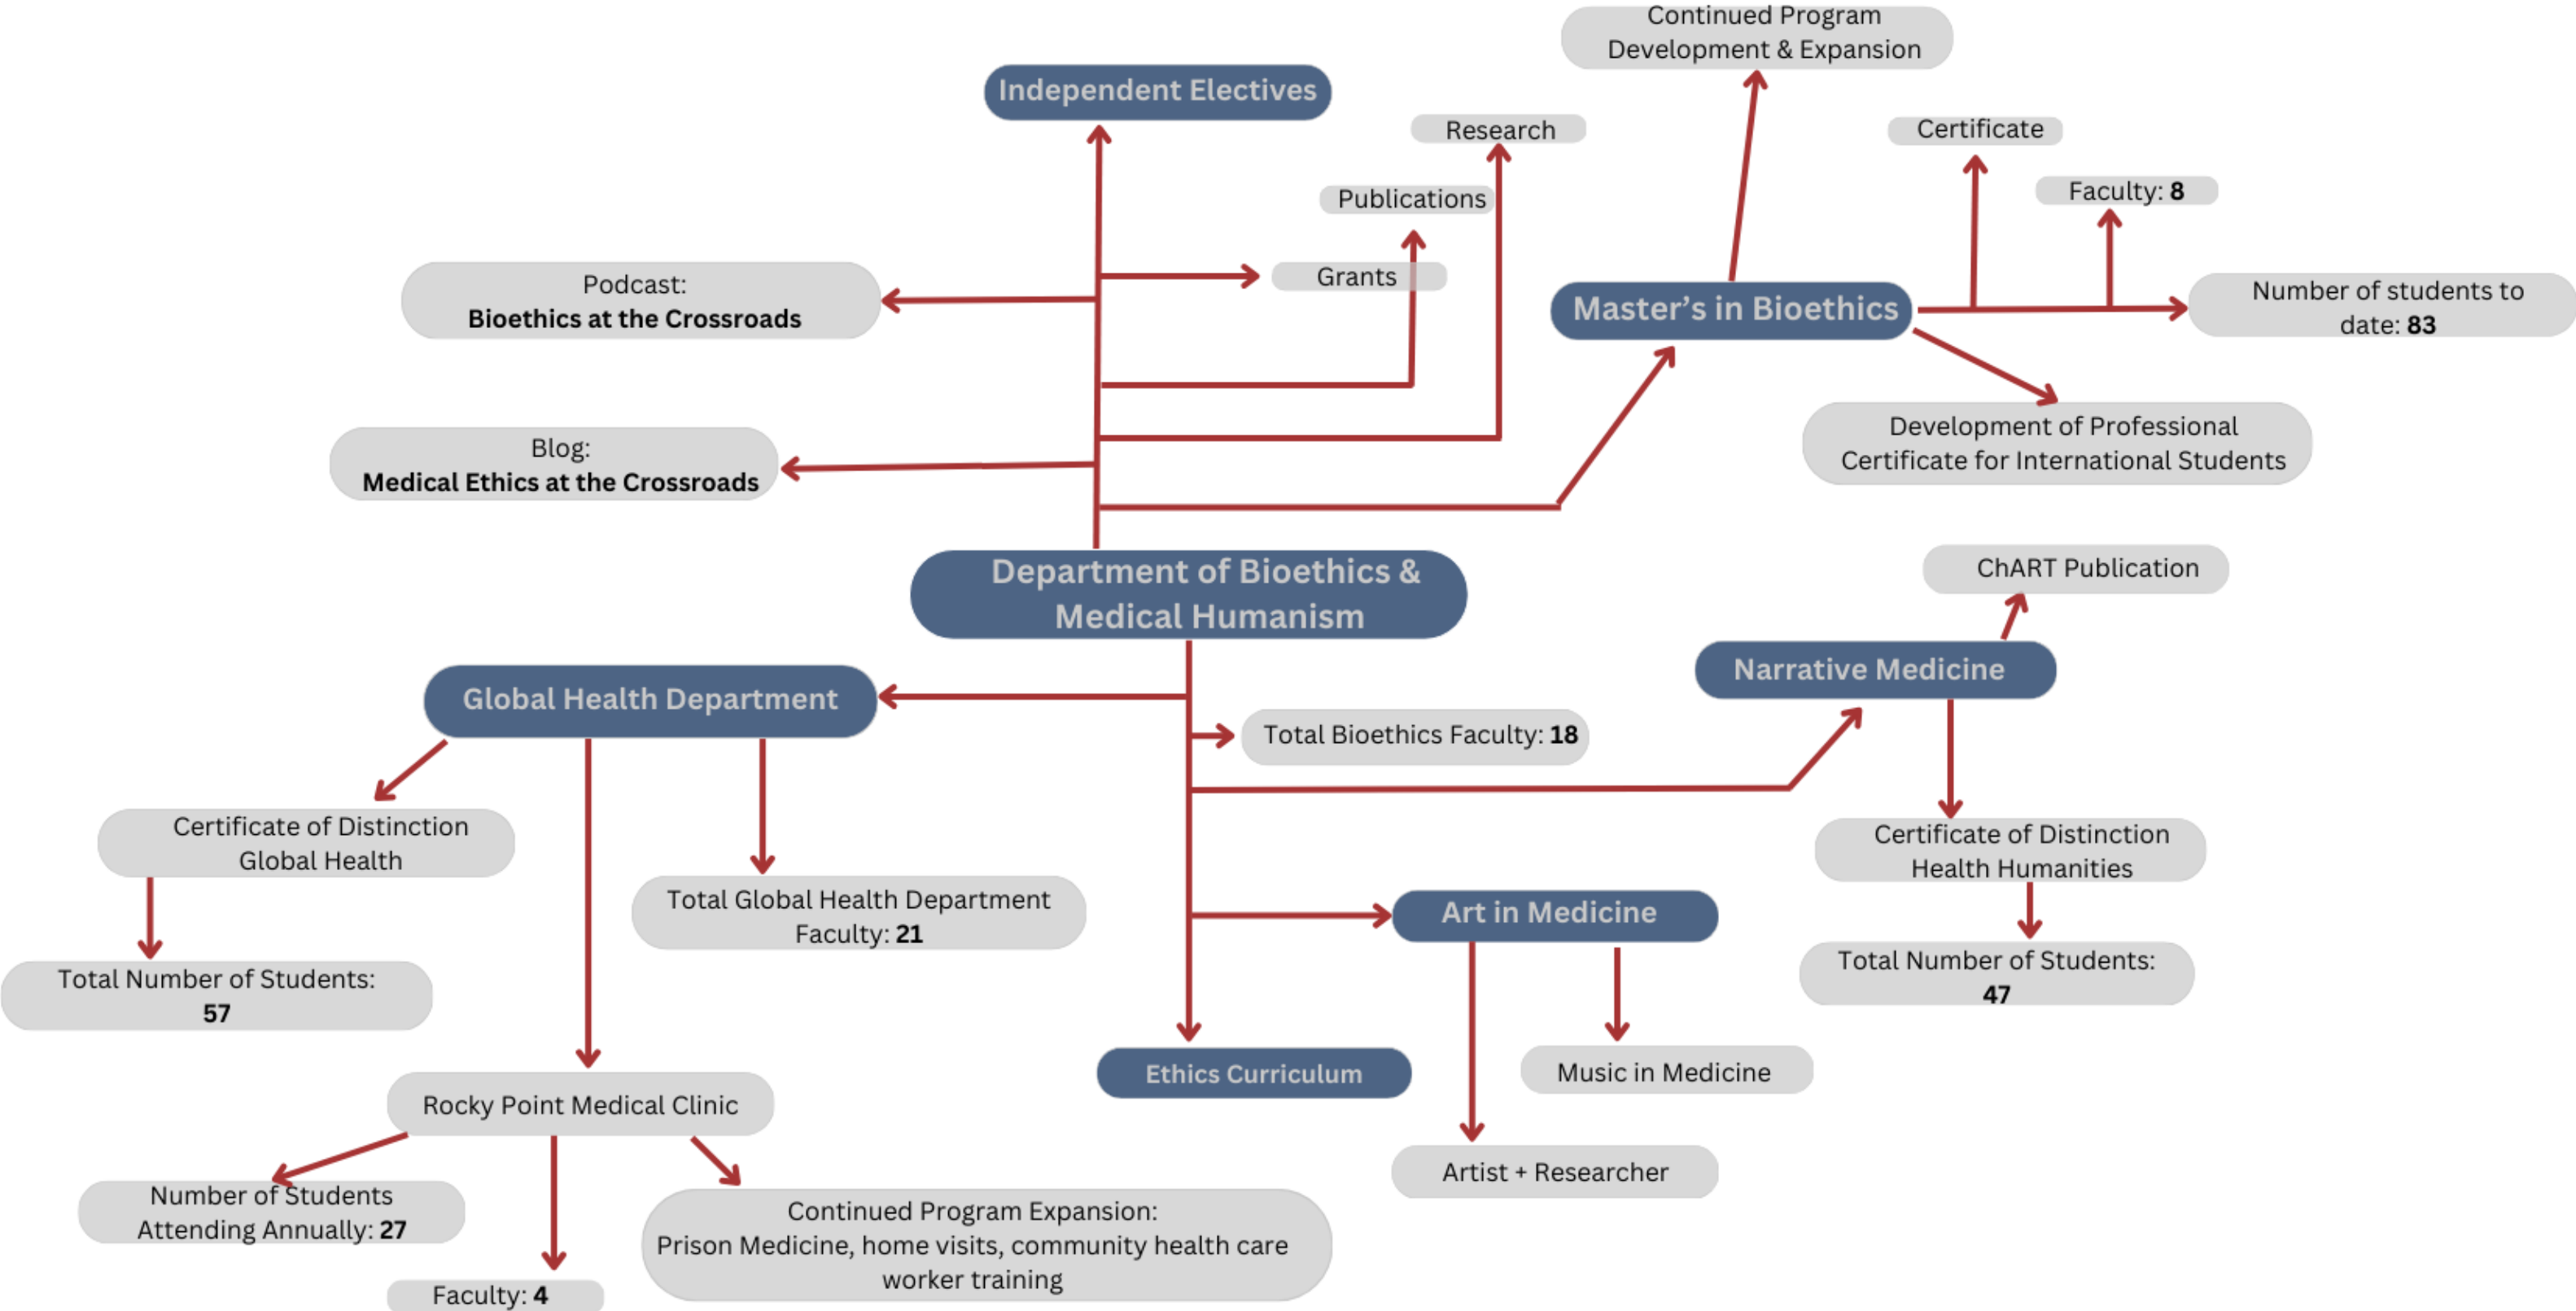 Continued Program
Development & Expansion
Independent Electives
Research
Certificate
Publications
Faculty: 8
Grants
Podcast:
Bioethics at the Crossroads
Master’s in Bioethics
Number of students to
date: 83
Blog:
Medical Ethics at the Crossroads
Development of Professional
Certificate for International Students
Department of Bioethics &
Medical Humanism
ChART Publication
Narrative Medicine
Global Health Department
Total Bioethics Faculty: 18
Certificate of Distinction
Global Health
Certificate of Distinction
Health Humanities
Total Global Health Department
Faculty: 21
Art in Medicine
Total Number of Students:
57
Total Number of Students:
47
Ethics Curriculum
Music in Medicine
Rocky Point Medical Clinic
Artist + Researcher
Number of Students
Attending Annually: 27
Continued Program Expansion:
Prison Medicine, home visits, community health care
worker training
Faculty: 4